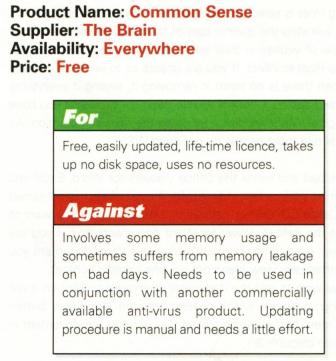 Product Name: Common Sense
Supplier: The Brain
Availability: Everywhere
Price: Free
For
Free, easily updated, life-time licence, takes
up no disk space, uses no resources.
Against
Involves some memory usage and
sometimes suffers from memory leakage
on bad days. Needs to be used in
conjunction with another commercially
available anti-virus product. Updating
procedure is manual and needs a little effort.